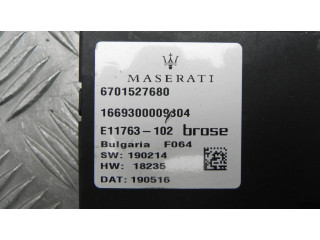 MASERATI
6701527680
1669300009304
E11763-102 brose
Bulgaria F064
SW: 190214
HW: 18235
DAT: 190516